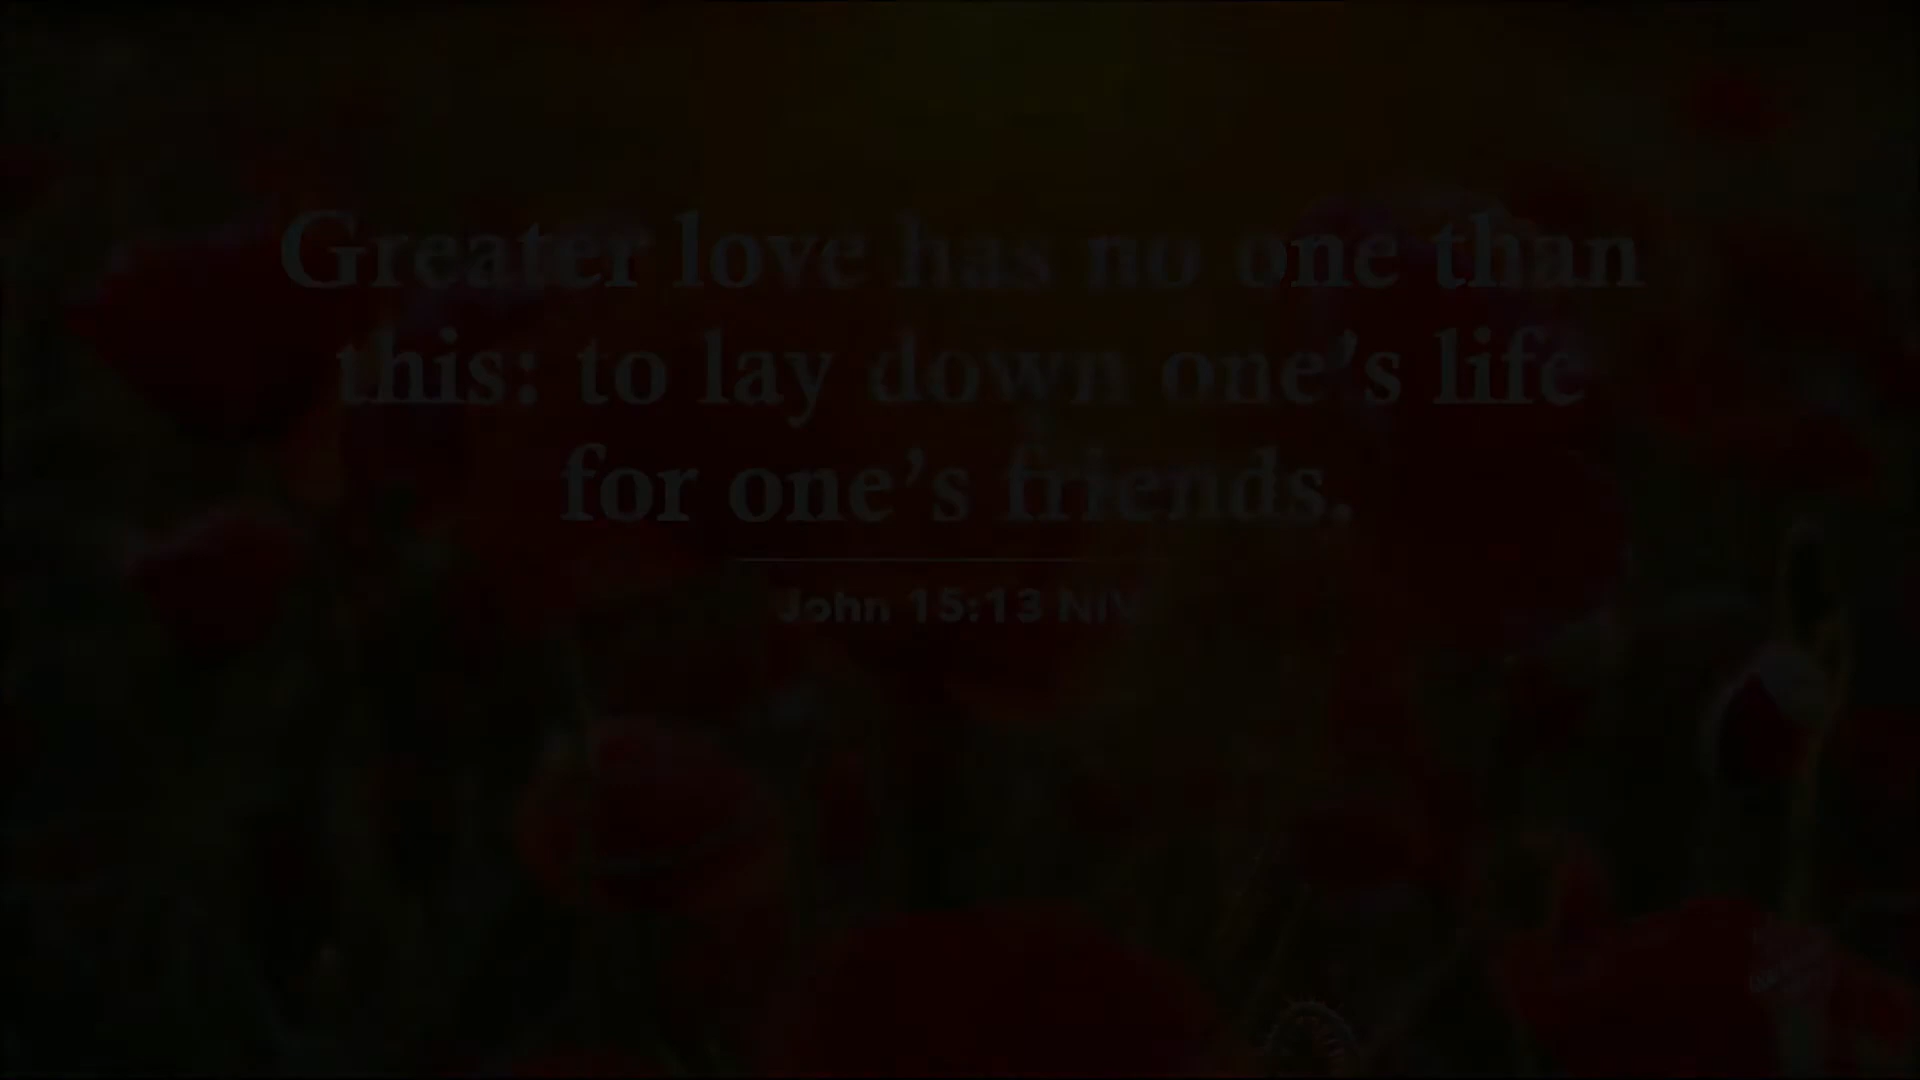 Greater love has no one than
this: to lay down one's life
for one's friends.
John 15:13 NIV